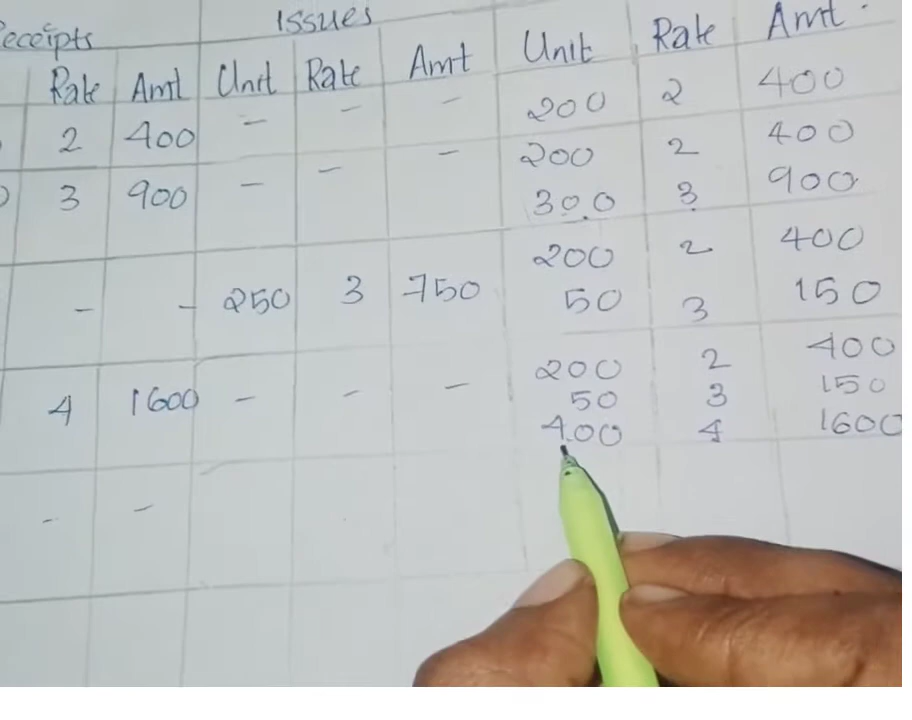 eceipts Issues
Rate Amt Unit Rate Amt Unit Rate Amt
2 400 - - - 200 2 400
3 900 - - - 200 2 400
300 3 900
- - 250 3 750 200 2 400
50 3 150
4 1600 - - - 200 2 400
50 3 150
400 4 1600
- -